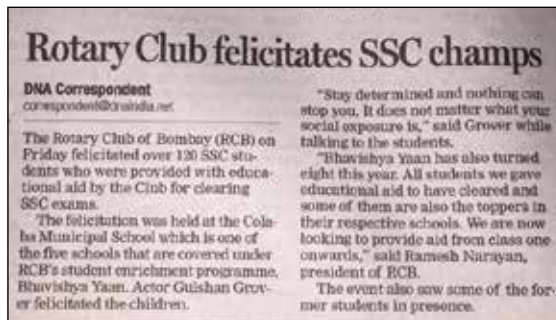 Rotary Club felicitates SSC champs
DNA Correspondent
correspondent@dnaindia.net
The Rotary Club of Bombay (RCB) on
Friday felicitated over 120 SSC stu-
dents who were provided with educa-
tional aid by the Club for clearing
SSC exams.
The felicitation was held at the Cola-
ba Municipal School which is one of
the five schools that are covered under
RCB's student enrichment programme,
Bhavishya Yaan. Actor Gulshan Grov-
er felicitated the children.
"Stay determined and nothing can
stop you. It does not matter what your
social exposure is," said Grover while
talking to the students.
"Bhavishya Yaan has also turned
eight this year. All students we gave
educational aid to have cleared and
some of them are also the toppers in
their respective schools. We are now
looking to provide aid from class one
onwards," said Ramesh Narayan,
president of RCB.
The event also saw some of the for-
mer students in presence.